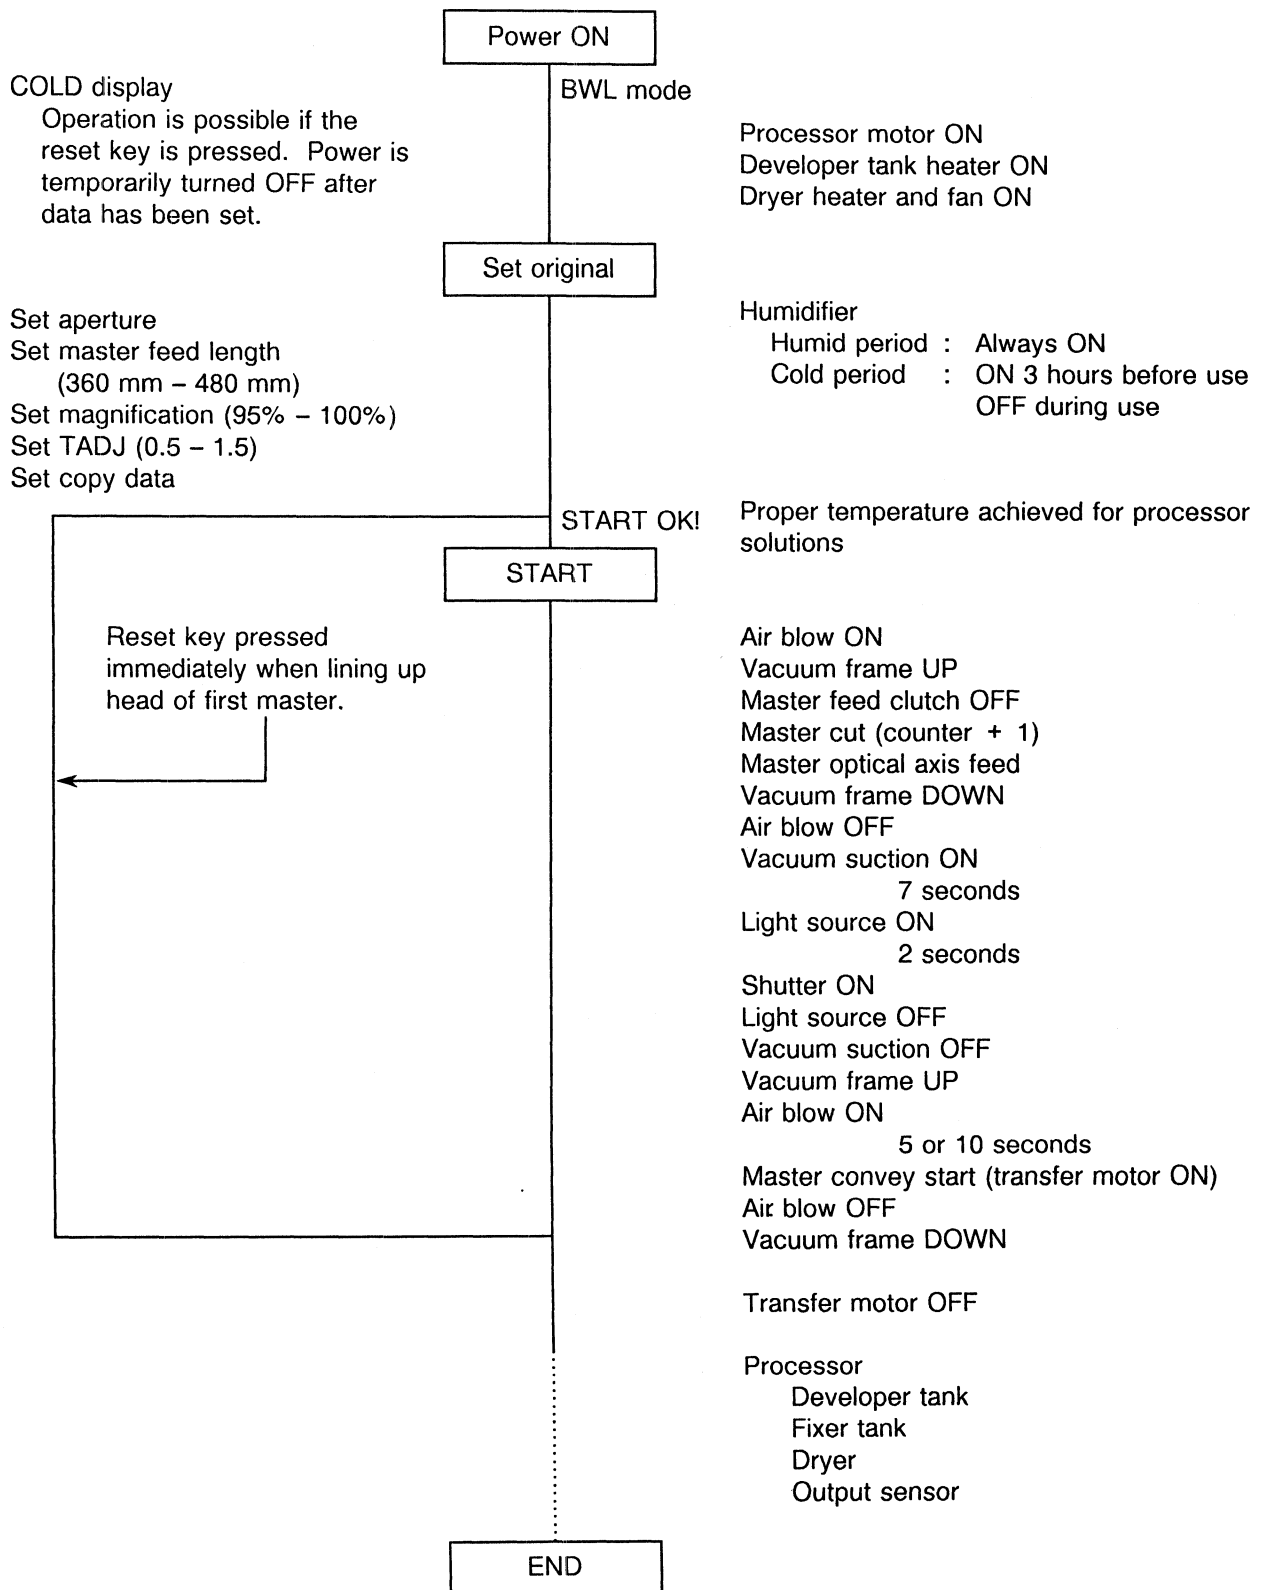 Power ON
COLD display
BWL mode
Operation is possible if the
reset key is pressed. Power is
temporarily turned OFF after
data has been set.
Processor motor ON
Developer tank heater ON
Dryer heater and fan ON
Set original
Set aperture
Set master feed length
(360 mm – 480 mm)
Set magnification (95% – 100%)
Set TADJ (0.5 – 1.5)
Set copy data
Humidifier
Humid period : Always ON
Cold period : ON 3 hours before use
OFF during use
START OK!
Proper temperature achieved for processor
solutions
START
Reset key pressed
immediately when lining up
head of first master.
Air blow ON
Vacuum frame UP
Master feed clutch OFF
Master cut (counter + 1)
Master optical axis feed
Vacuum frame DOWN
Air blow OFF
Vacuum suction ON
7 seconds
Light source ON
2 seconds
Shutter ON
Light source OFF
Vacuum suction OFF
Vacuum frame UP
Air blow ON
5 or 10 seconds
Master convey start (transfer motor ON)
Air blow OFF
Vacuum frame DOWN
Transfer motor OFF
Processor
Developer tank
Fixer tank
Dryer
Output sensor
END